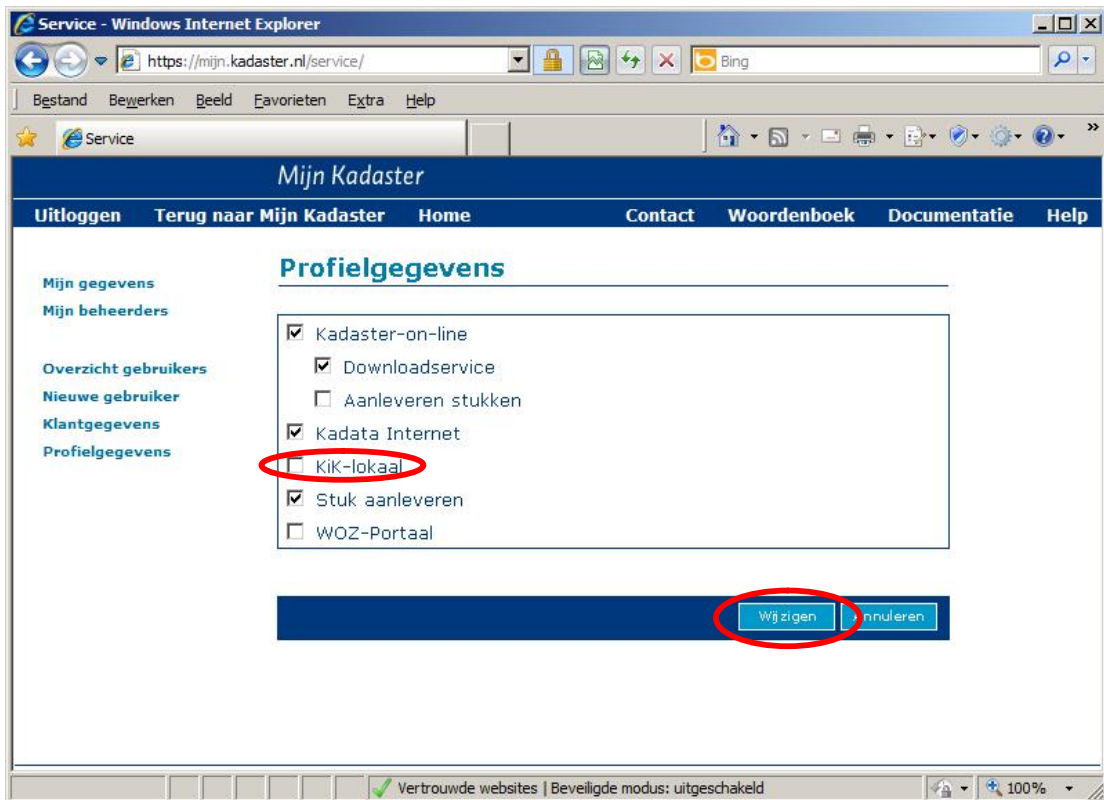 Service - Windows Internet Explorer
https://mijn.kadaster.nl/service/
Bing
Bestand Bewerken Beeld Favorieten Extra Help
Service
»
Mijn Kadaster
Uitloggen Terug naar Mijn Kadaster Home Contact Woordenboek Documentatie Help
Profielgegevens
Mijn gegevens
Mijn beheerders
Overzicht gebruikers
Nieuwe gebruiker
Klantgegevens
Profielgegevens
Kadaster-on-line
Downloadservice
Aanleveren stukken
Kadata Internet
KiK-lokaal
Stuk aanleveren
WOZ-Portaal
Wijzigen Annuleren
Vertrouwde websites | Beveiligde modus: uitgeschakeld 100%